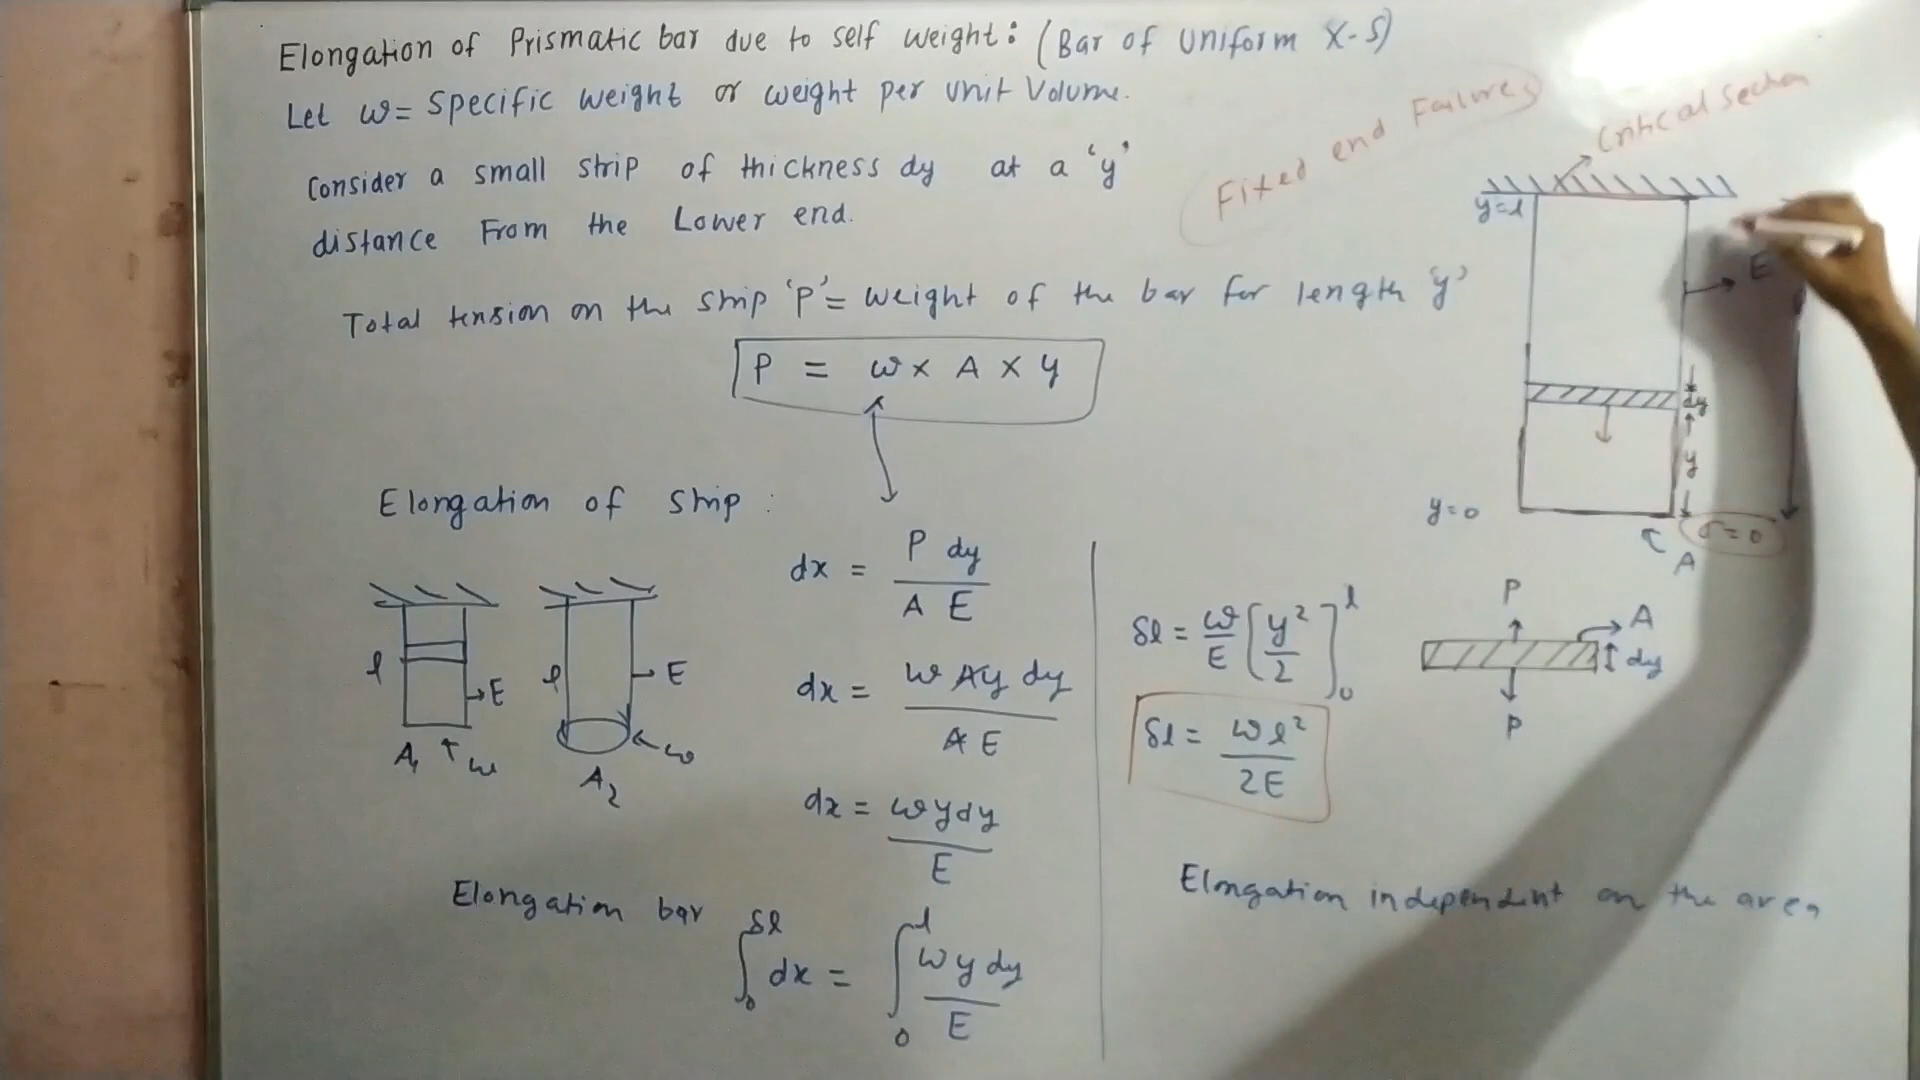 Elongation of Prismatic bar due to self weight: (Bar of uniform X-S)
Let w = Specific weight or weight per unit Volume.
Consider a small strip of thickness dy at a 'y'
distance From the Lower end.
Total tension on the strip 'P' = weight of the bar for length 'y'
P = w x A x y
Elongation of strip :
dx = P dy / A E
dx = w A y dy / A E
dx = w y dy / E
Elongation bar ∫₀^δl dx = ∫₀^l w y dy / E
l
E
A₁
w
l
E
A₂
w
δl = w/E [y²/2]₀^l
δl = w l² / 2E
Elongation independent on the area
Fixed end Failures
Critical Section
y=l
E
dy
y
y=0
σ=0
A
P
A
dy
P